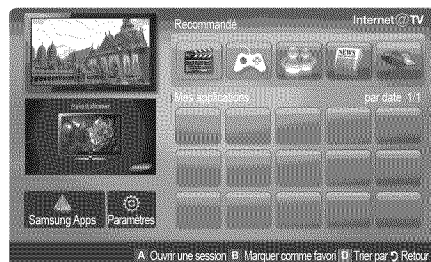 Recommandé
Internet@TV
NEWS
Mes applications
par date 1/1
Samsung Apps
Paramètres
A Ouvrir une session B Marquer comme favori D Trier par Retour